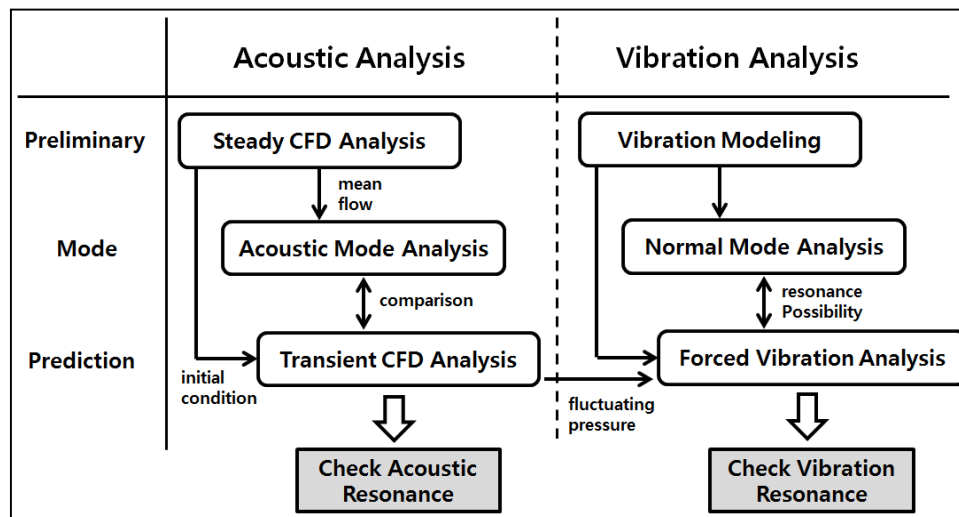 Acoustic Analysis
Vibration Analysis
Preliminary
Steady CFD Analysis
Vibration Modeling
mean
flow
Mode
Acoustic Mode Analysis
Normal Mode Analysis
comparison
resonance
Possibility
Prediction
Transient CFD Analysis
Forced Vibration Analysis
initial
condition
fluctuating
pressure
Check Acoustic
Resonance
Check Vibration
Resonance